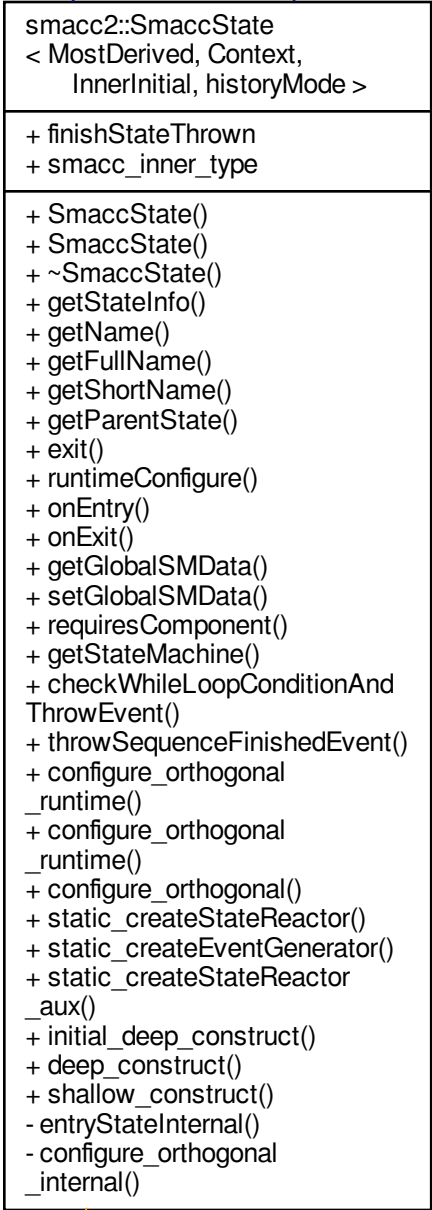 smacc2::SmaccState
< MostDerived, Context,
InnerInitial, historyMode >
+ finishStateThrown
+ smacc_inner_type
+ SmaccState()
+ SmaccState()
+ ~SmaccState()
+ getStateInfo()
+ getName()
+ getFullName()
+ getShortName()
+ getParentState()
+ exit()
+ runtimeConfigure()
+ onEntry()
+ onExit()
+ getGlobalSMData()
+ setGlobalSMData()
+ requiresComponent()
+ getStateMachine()
+ checkWhileLoopConditionAnd
ThrowEvent()
+ throwSequenceFinishedEvent()
+ configure_orthogonal
_runtime()
+ configure_orthogonal
_runtime()
+ configure_orthogonal()
+ static_createStateReactor()
+ static_createEventGenerator()
+ static_createStateReactor
_aux()
+ initial_deep_construct()
+ deep_construct()
+ shallow_construct()
- entryStateInternal()
- configure_orthogonal
_internal()